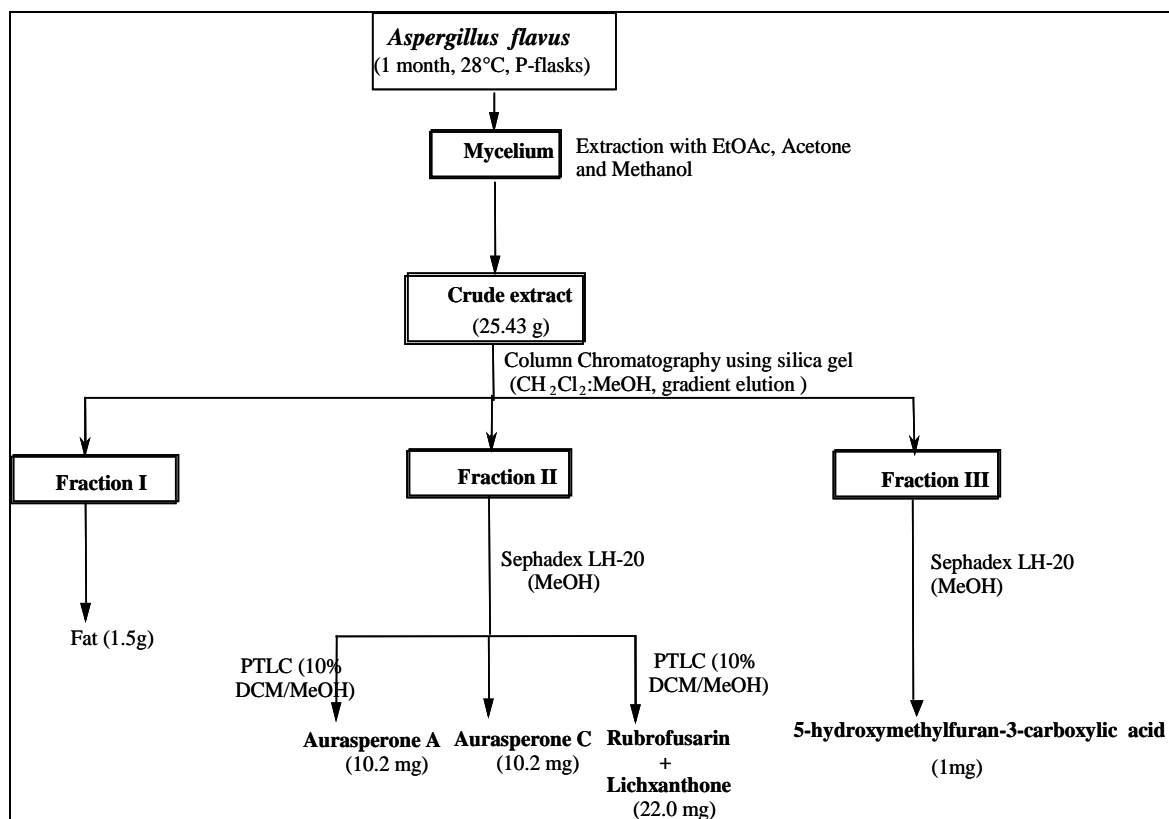 Aspergillus flavus
(1 month, 28°C, P-flasks)
Mycelium
Extraction with EtOAc, Acetone
and Methanol
Crude extract
(25.43 g)
Column Chromatography using silica gel
(CH₂Cl₂:MeOH, gradient elution )
Fraction I
Fraction II
Fraction III
Sephadex LH-20
(MeOH)
Sephadex LH-20
(MeOH)
Fat (1.5g)
PTLC (10%
DCM/MeOH)
PTLC (10%
DCM/MeOH)
Aurasperone A
(10.2 mg)
Aurasperone C
(10.2 mg)
Rubrofusarin
+
Lichxanthone
(22.0 mg)
5-hydroxymethylfuran-3-carboxylic acid
(1mg)